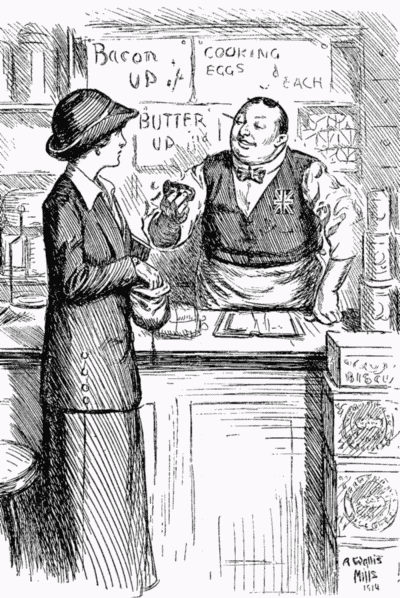 Bacon
UP
COOKING
EGGS
EACH
BUTTER
UP
A Wallis
Mills
1914